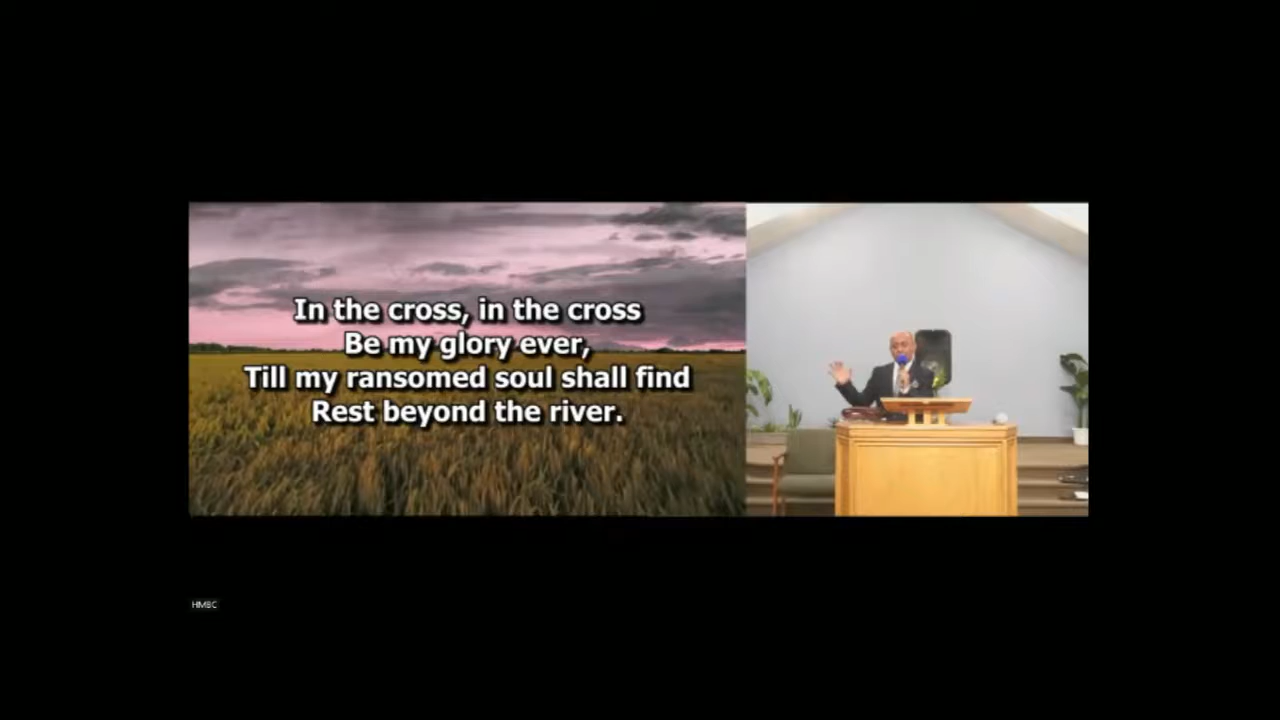 In the cross, in the cross
Be my glory ever,
Till my ransomed soul shall find
Rest beyond the river.
HMBC